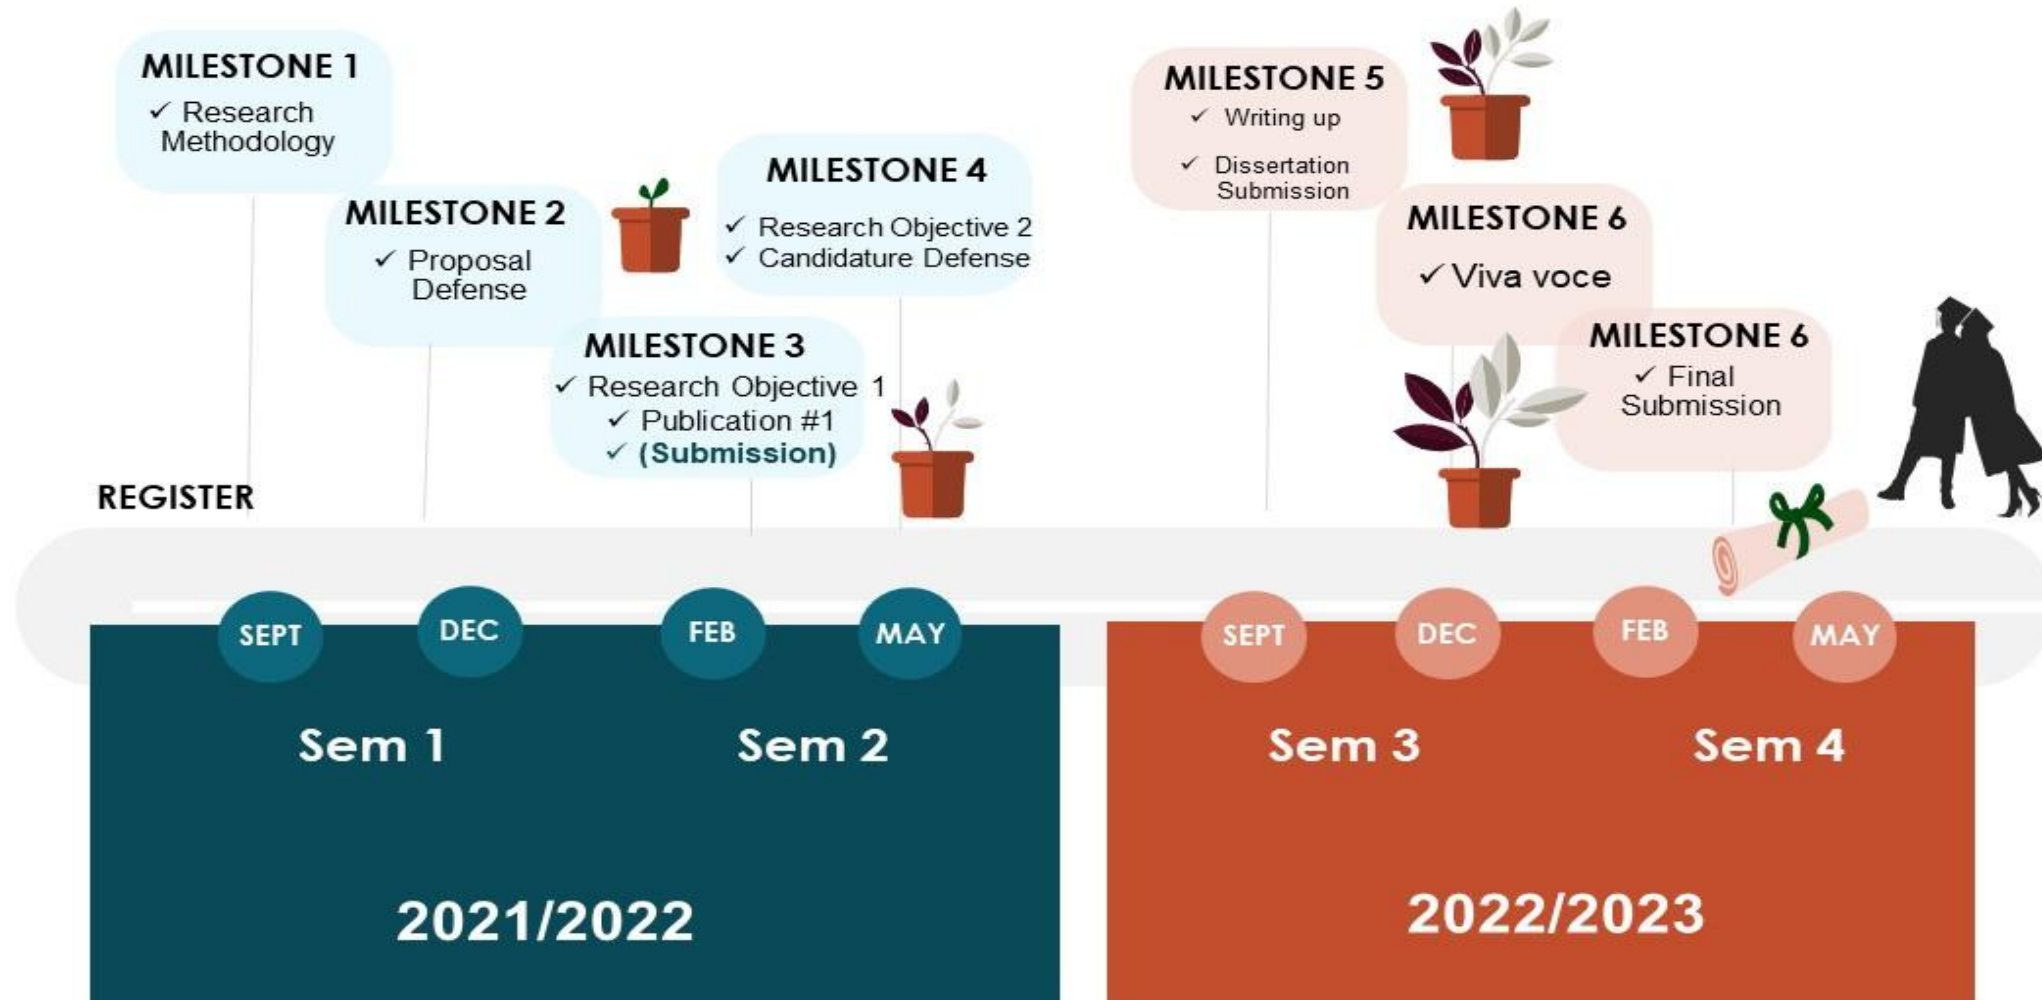 MILESTONE 1
✓ Research
Methodology
MILESTONE 2
✓ Proposal
Defense
MILESTONE 3
✓ Research Objective 1
✓ Publication #1
✓ (Submission)
MILESTONE 4
✓ Research Objective 2
✓ Candidature Defense
MILESTONE 5
✓ Writing up
✓ Dissertation
Submission
MILESTONE 6
✓ Viva voce
MILESTONE 6
✓ Final
Submission
REGISTER
SEPT
DEC
FEB
MAY
SEPT
DEC
FEB
MAY
Sem 1
Sem 2
Sem 3
Sem 4
2021/2022
2022/2023